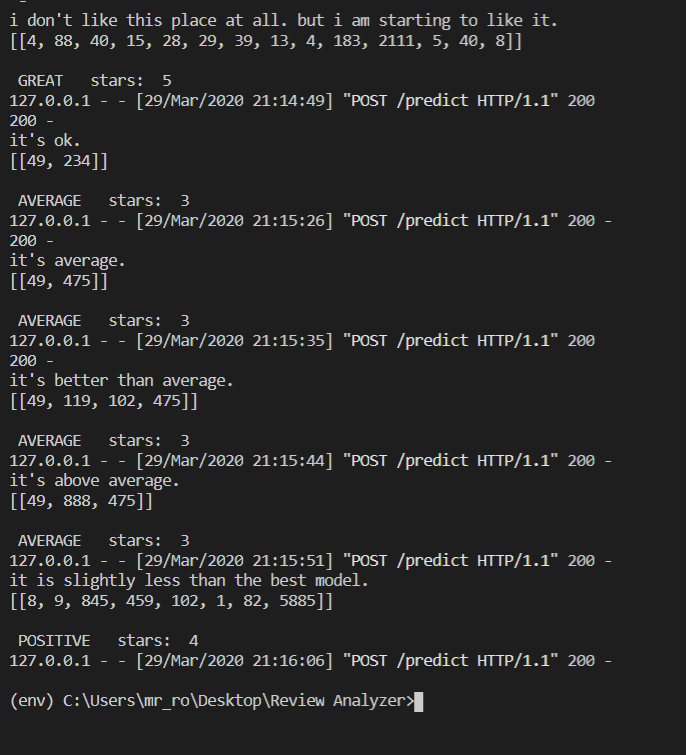 -
i don't like this place at all. but i am starting to like it.
[[4, 88, 40, 15, 28, 29, 39, 13, 4, 183, 2111, 5, 40, 8]]
GREAT   stars:  5
127.0.0.1 - - [29/Mar/2020 21:14:49] "POST /predict HTTP/1.1" 200
200 -
it's ok.
[[49, 234]]
AVERAGE   stars:  3
127.0.0.1 - - [29/Mar/2020 21:15:26] "POST /predict HTTP/1.1" 200 -
200 -
it's average.
[[49, 475]]
AVERAGE   stars:  3
127.0.0.1 - - [29/Mar/2020 21:15:35] "POST /predict HTTP/1.1" 200
200 -
it's better than average.
[[49, 119, 102, 475]]
AVERAGE   stars:  3
127.0.0.1 - - [29/Mar/2020 21:15:44] "POST /predict HTTP/1.1" 200 -
it's above average.
[[49, 888, 475]]
AVERAGE   stars:  3
127.0.0.1 - - [29/Mar/2020 21:15:51] "POST /predict HTTP/1.1" 200 -
it is slightly less than the best model.
[[8, 9, 845, 459, 102, 1, 82, 5885]]
POSITIVE   stars:  4
127.0.0.1 - - [29/Mar/2020 21:16:06] "POST /predict HTTP/1.1" 200 -
(env) C:\Users\mr_ro\Desktop\Review Analyzer>